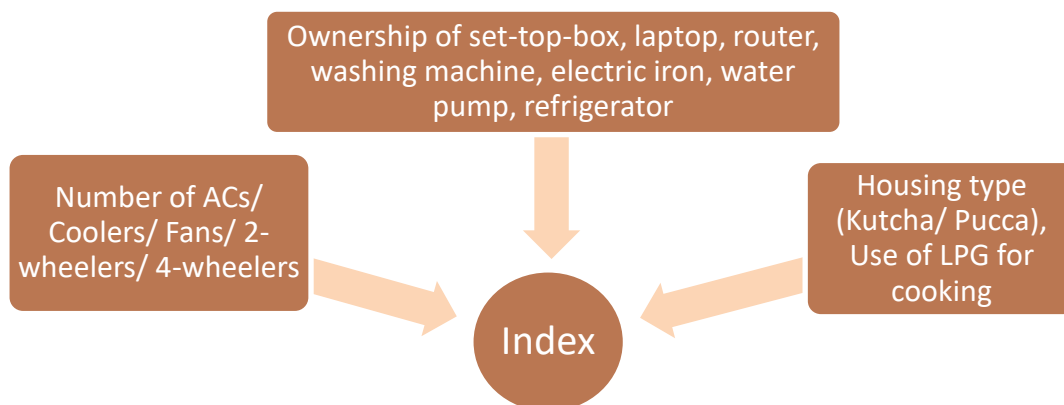 Ownership of set-top-box, laptop, router,
washing machine, electric iron, water
pump, refrigerator
Number of ACs/
Coolers/ Fans/ 2-
wheelers/ 4-wheelers
Housing type
(Kutcha/ Pucca),
Use of LPG for
cooking
Index